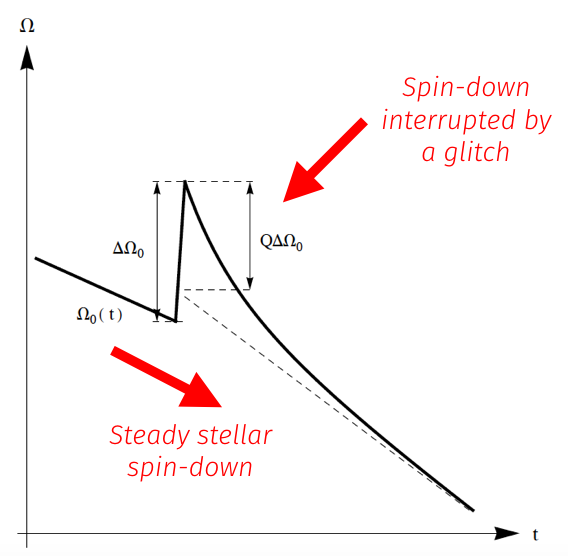 Ω
Spin-down
interrupted by
a glitch
ΔΩ₀
QΔΩ₀
Ω₀( t )
Steady stellar
spin-down
t